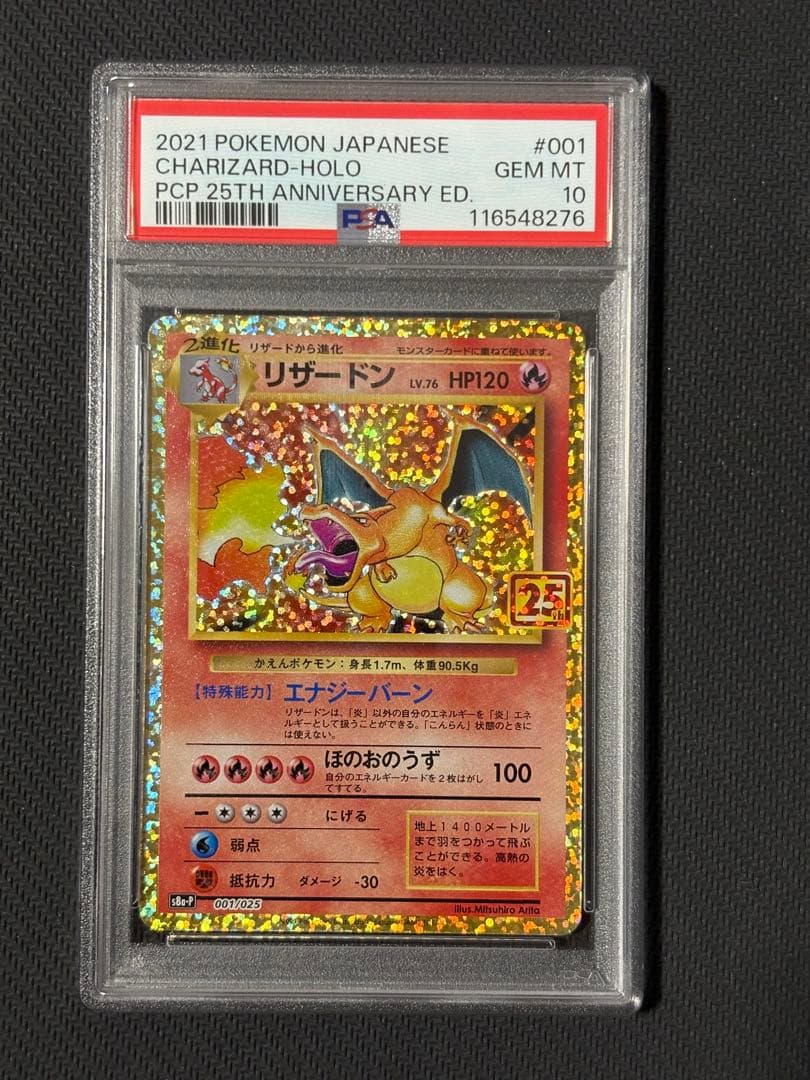 2021 POKEMON JAPANESE #001
CHARIZARD-HOLO GEM MT
PCP 25TH ANNIVERSARY ED. 10
PSA 116548276
2進化 リザードから進化 モンスターカードに重ねて使います。
リザードン LV.76 HP120
25th
かえんポケモン：身長1.7m、体重90.5Kg
【特殊能力】エナジーバーン
リザードンは、「炎」以外の自分のエネルギーを「炎」エネ
ルギーとして扱うことができる。「こんらん」状態のときに
は使えない。
ほのおのうず 100
自分のエネルギーカードを２枚はがし
てすてる。
にげる
弱点
抵抗力 ダメージ -30
地上１４００メートル
まで羽をつかって飛ぶ
ことができる。高熱の
炎をはく。
s8a-P 001/025
Illus.Mitsuhiro Arita
PSA